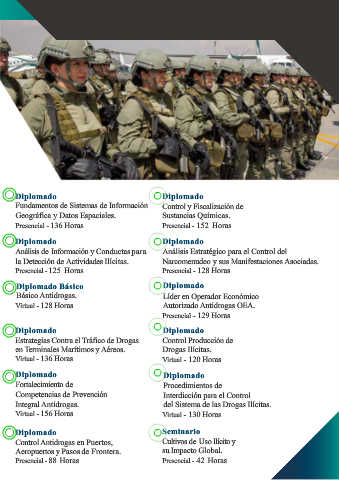 Diplomado
Fundamentos de Sistemas de Información
Geográfica y Datos Espaciales.
Presencial - 136 Horas
Diplomado
Análisis de Información y Conductas para
la Detección de Actividades Ilícitas.
Presencial - 125 Horas
Diplomado Básico
Básico Antidrogas.
Virtual - 128 Horas
Diplomado
Estrategias Contra el Tráfico de Drogas
en Terminales Marítimos y Aéreos.
Virtual - 136 Horas
Diplomado
Fortalecimiento de
Competencias de Prevención
Integral Antidrogas.
Virtual - 156 Horas
Diplomado
Control Antidrogas en Puertos,
Aeropuertos y Pasos de Frontera.
Presencial - 88 Horas
Diplomado
Control y Fiscalización de
Sustancias Químicas.
Presencial - 152 Horas
Diplomado
Análisis Estratégico para el Control del
Narcomenudeo y sus Manifestaciones Asociadas.
Presencial - 128 Horas
Diplomado
Líder en Operador Económico
Autorizado Antidrogas OEA.
Presencial - 129 Horas
Diplomado
Control Producción de
Drogas Ilícitas.
Virtual - 120 Horas
Diplomado
Procedimientos de
Interdicción para el Control
del Sistema de las Drogas Ilícitas.
Virtual - 130 Horas
Seminario
Cultivos de Uso Ilícito y
su Impacto Global.
Presencial - 42 Horas